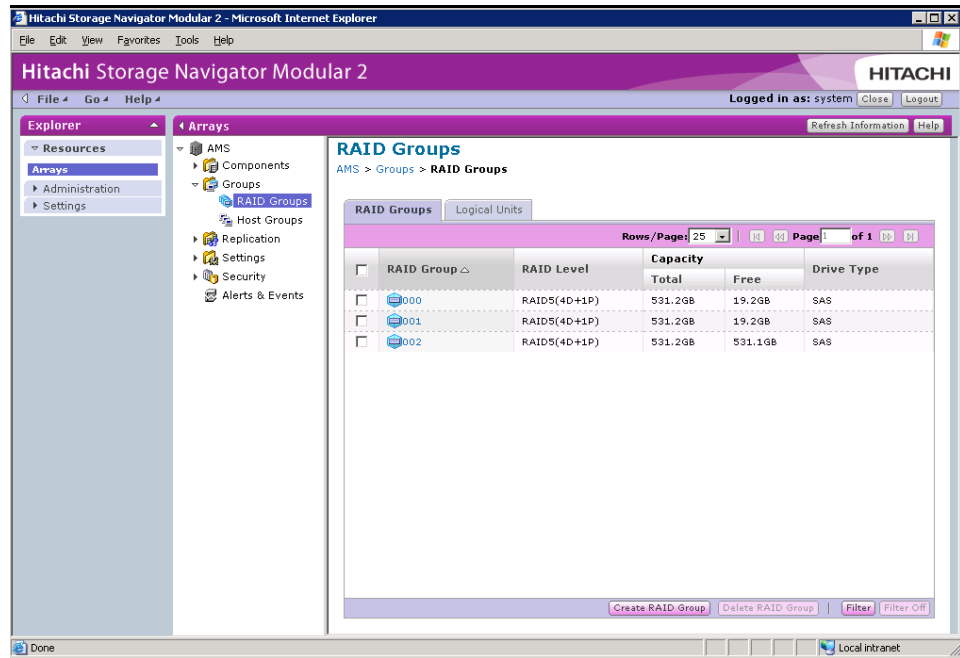 Hitachi Storage Navigator Modular 2 - Microsoft Internet Explorer
File Edit View Favorites Tools Help
Hitachi Storage Navigator Modular 2
HITACHI
File Go Help
Logged in as: system Close Logout
Explorer
Resources
Arrays
Administration
Settings
Arrays
Refresh Information Help
AMS
Components
Groups
RAID Groups
Host Groups
Replication
Settings
Security
Alerts & Events
RAID Groups
AMS > Groups > RAID Groups
RAID Groups Logical Units
Rows/Page: 25 Page 1 of 1
RAID Group RAID Level Capacity Drive Type
Total Free
000 RAID5(4D+1P) 531.2GB 19.2GB SAS
001 RAID5(4D+1P) 531.2GB 19.2GB SAS
002 RAID5(4D+1P) 531.2GB 531.1GB SAS
Create RAID Group Delete RAID Group | Filter Filter Off
Done
Local intranet